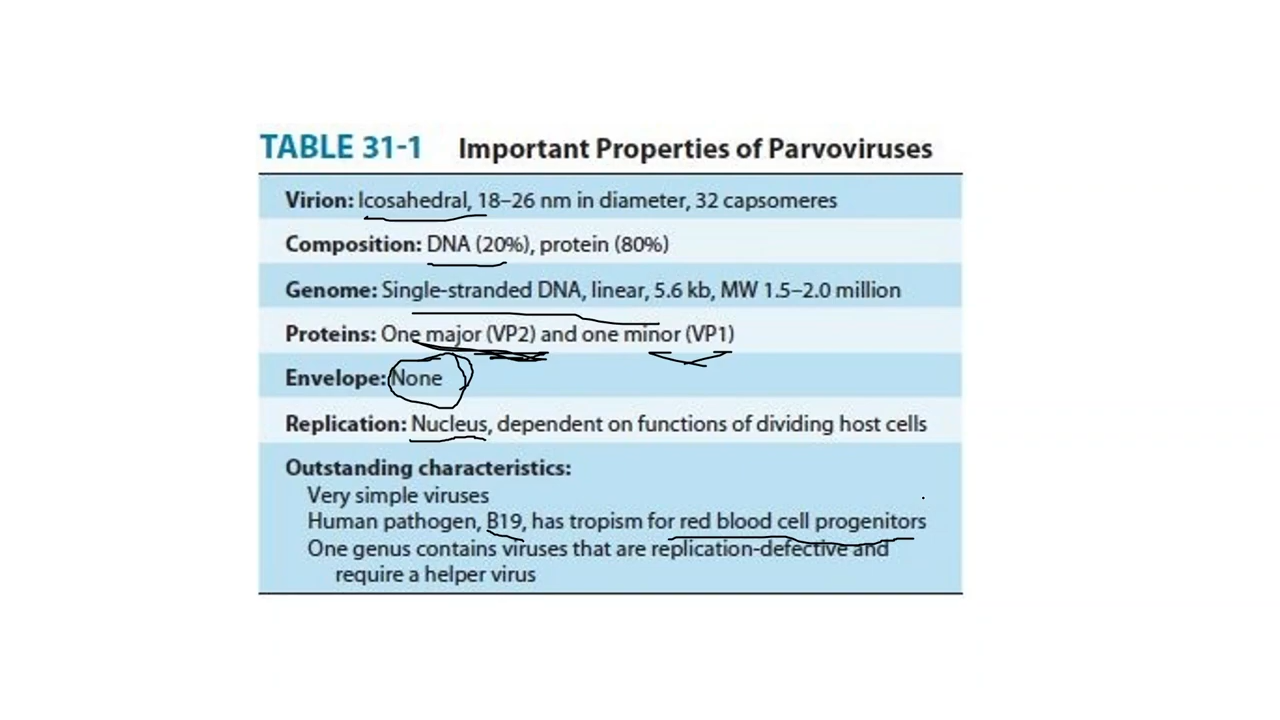 TABLE 31-1 Important Properties of Parvoviruses
Virion: Icosahedral, 18–26 nm in diameter, 32 capsomeres
Composition: DNA (20%), protein (80%)
Genome: Single-stranded DNA, linear, 5.6 kb, MW 1.5–2.0 million
Proteins: One major (VP2) and one minor (VP1)
Envelope: None
Replication: Nucleus, dependent on functions of dividing host cells
Outstanding characteristics:
Very simple viruses
Human pathogen, B19, has tropism for red blood cell progenitors
One genus contains viruses that are replication-defective and
require a helper virus